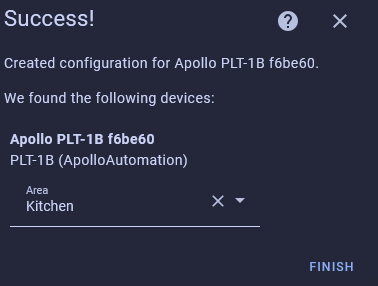 Success!
Created configuration for Apollo PLT-1B f6be60.
We found the following devices:
Apollo PLT-1B f6be60
PLT-1B (ApolloAutomation)
Area
Kitchen
FINISH